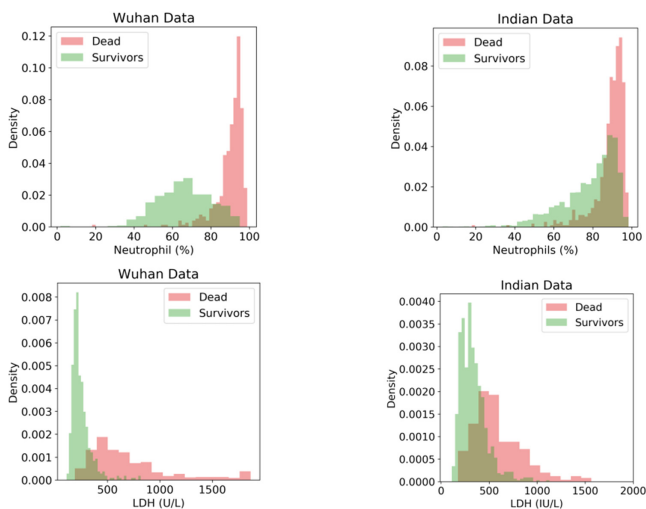 Wuhan Data
Dead
Survivors
Density
0.12
0.10
0.08
0.06
0.04
0.02
0.00
0 20 40 60 80 100
Neutrophil (%)
Indian Data
Dead
Survivors
Density
0.08
0.06
0.04
0.02
0.00
0 20 40 60 80 100
Neutrophils (%)
Wuhan Data
Dead
Survivors
Density
0.008
0.007
0.006
0.005
0.004
0.003
0.002
0.001
0.000
500 1000 1500
LDH (U/L)
Indian Data
Dead
Survivors
Density
0.0040
0.0035
0.0030
0.0025
0.0020
0.0015
0.0010
0.0005
0.0000
0 500 1000 1500 2000
LDH (IU/L)